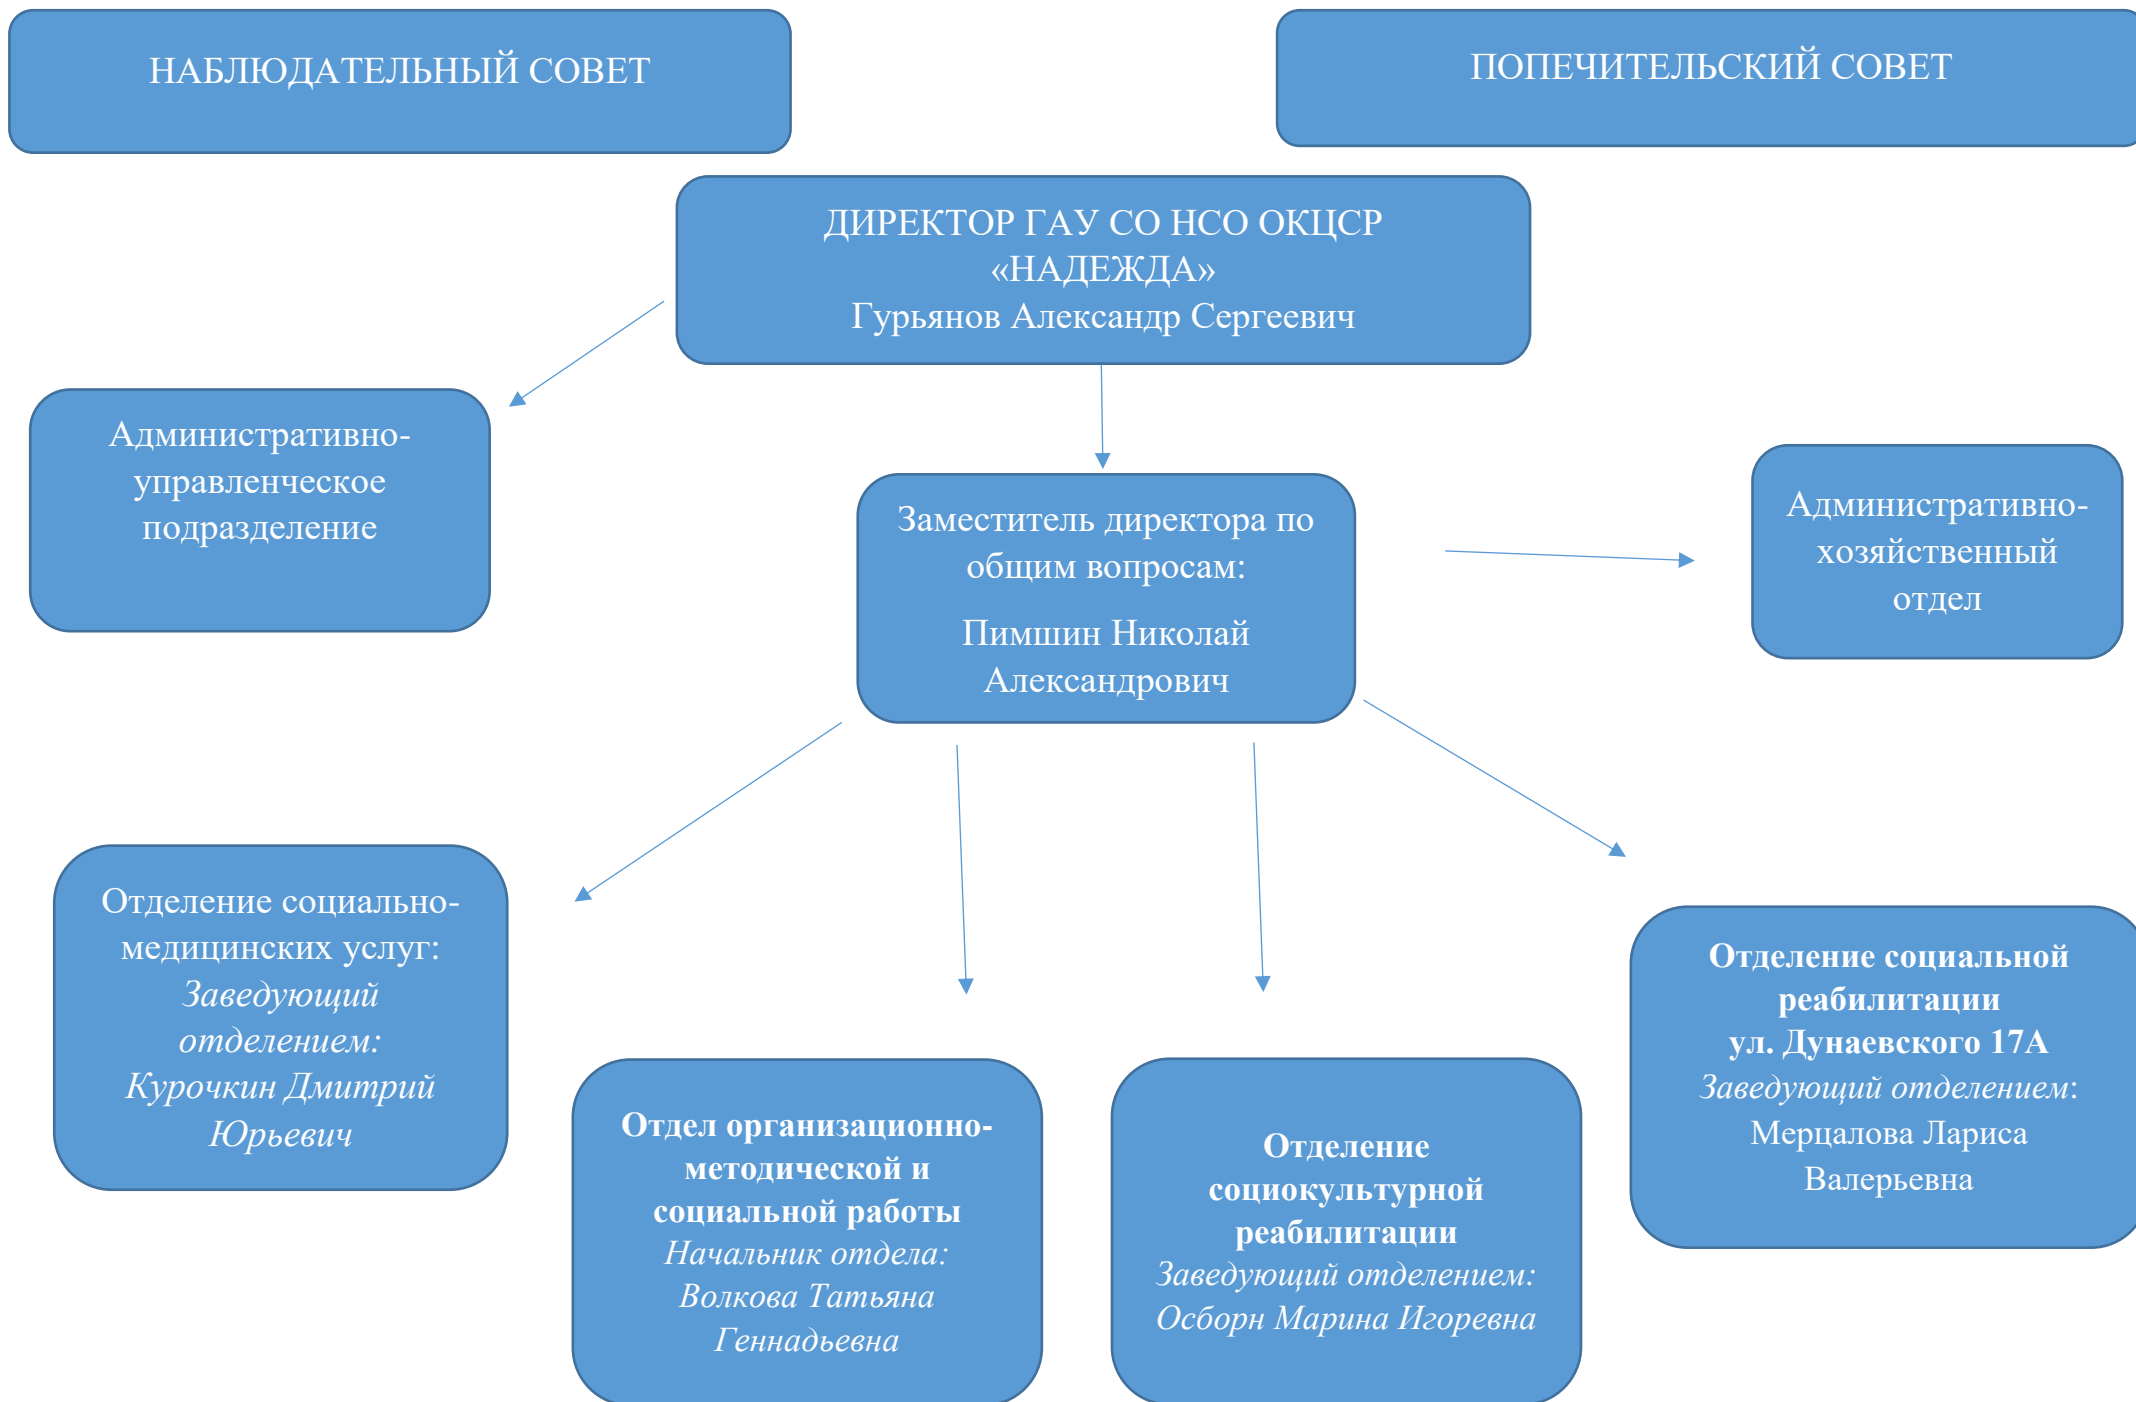 НАБЛЮДАТЕЛЬНЫЙ СОВЕТ
ПОПЕЧИТЕЛЬСКИЙ СОВЕТ
ДИРЕКТОР ГАУ СО НСО ОКЦСР
«НАДЕЖДА»
Гурьянов Александр Сергеевич
Административно-
управленческое
подразделение
Заместитель директора по
общим вопросам:
Пимшин Николай
Александрович
Административно-
хозяйственный
отдел
Отделение социально-
медицинских услуг:
Заведующий
отделением:
Курочкин Дмитрий
Юрьевич
Отдел организационно-
методической и
социальной работы
Начальник отдела:
Волкова Татьяна
Геннадьевна
Отделение
социокультурной
реабилитации
Заведующий отделением:
Осборн Марина Игоревна
Отделение социальной
реабилитации
ул. Дунаевского 17А
Заведующий отделением:
Мерцалова Лариса
Валерьевна